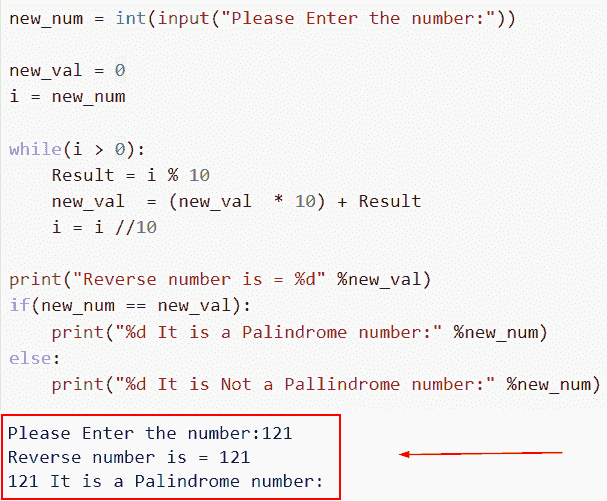 new_num = int(input("Please Enter the number:"))
new_val = 0
i = new_num
while(i > 0):
    Result = i % 10
    new_val  = (new_val  * 10) + Result
    i = i //10
print("Reverse number is = %d" %new_val)
if(new_num == new_val):
    print("%d It is a Palindrome number:" %new_num)
else:
    print("%d It is Not a Pallindrome number:" %new_num)
Please Enter the number:121
Reverse number is = 121
121 It is a Palindrome number: